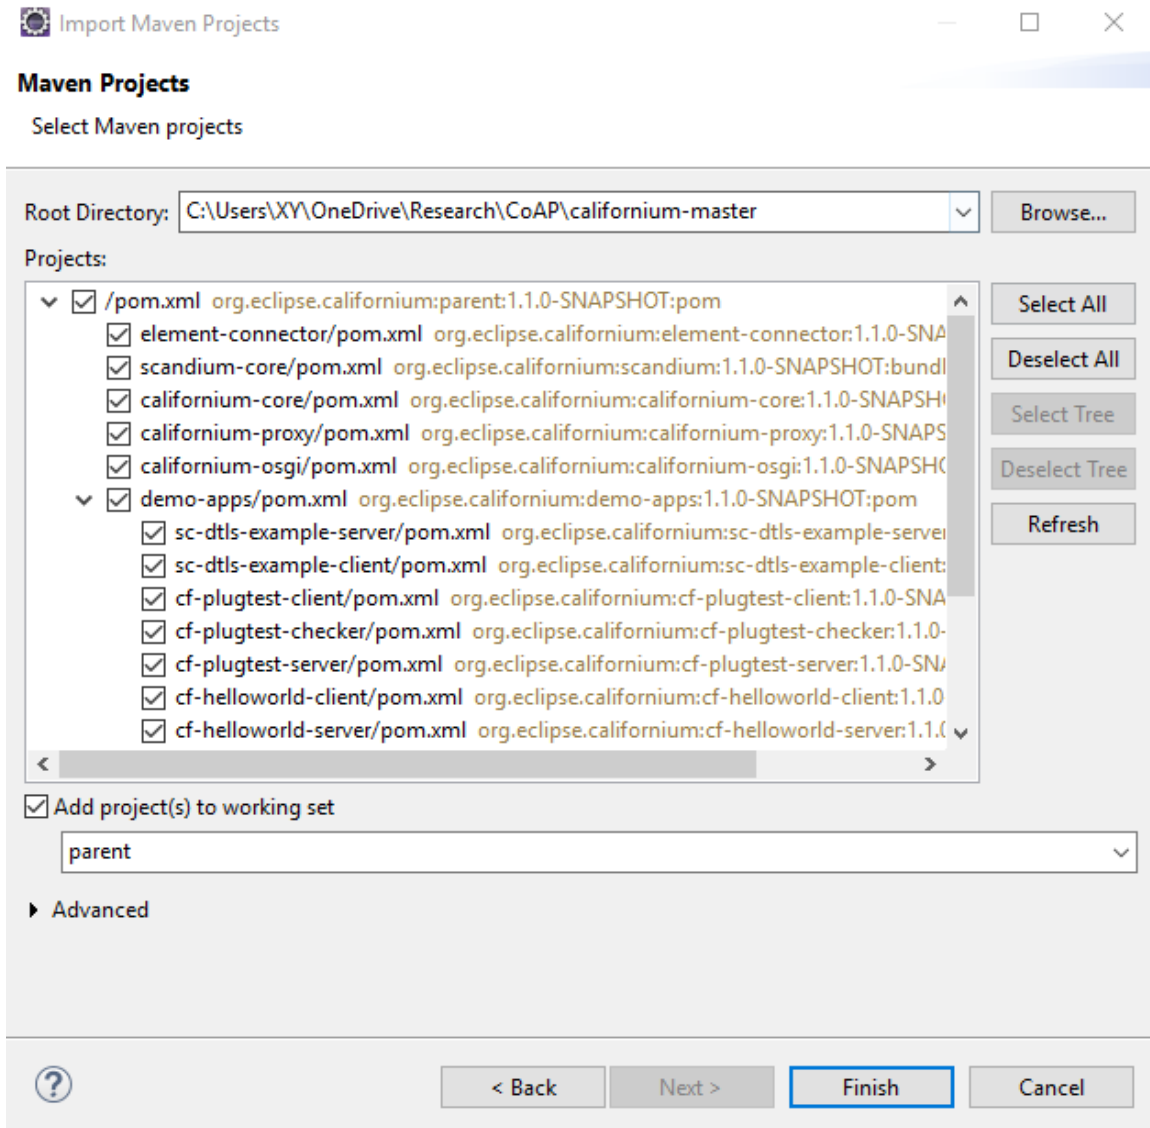 Import Maven Projects
Maven Projects
Select Maven projects
Root Directory: C:\Users\XY\OneDrive\Research\CoAP\californium-master Browse...
Projects:
/pom.xml org.eclipse.californium:parent:1.1.0-SNAPSHOT:pom
element-connector/pom.xml org.eclipse.californium:element-connector:1.1.0-SNA
scandium-core/pom.xml org.eclipse.californium:scandium:1.1.0-SNAPSHOT:bundl
californium-core/pom.xml org.eclipse.californium:californium-core:1.1.0-SNAPSH
californium-proxy/pom.xml org.eclipse.californium:californium-proxy:1.1.0-SNAPS
californium-osgi/pom.xml org.eclipse.californium:californium-osgi:1.1.0-SNAPSH
demo-apps/pom.xml org.eclipse.californium:demo-apps:1.1.0-SNAPSHOT:pom
sc-dtls-example-server/pom.xml org.eclipse.californium:sc-dtls-example-server
sc-dtls-example-client/pom.xml org.eclipse.californium:sc-dtls-example-client:
cf-plugtest-client/pom.xml org.eclipse.californium:cf-plugtest-client:1.1.0-SNA
cf-plugtest-checker/pom.xml org.eclipse.californium:cf-plugtest-checker:1.1.0-
cf-plugtest-server/pom.xml org.eclipse.californium:cf-plugtest-server:1.1.0-SNA
cf-helloworld-client/pom.xml org.eclipse.californium:cf-helloworld-client:1.1.0
cf-helloworld-server/pom.xml org.eclipse.californium:cf-helloworld-server:1.1.0
Select All
Deselect All
Select Tree
Deselect Tree
Refresh
Add project(s) to working set
parent
Advanced
? < Back Next > Finish Cancel